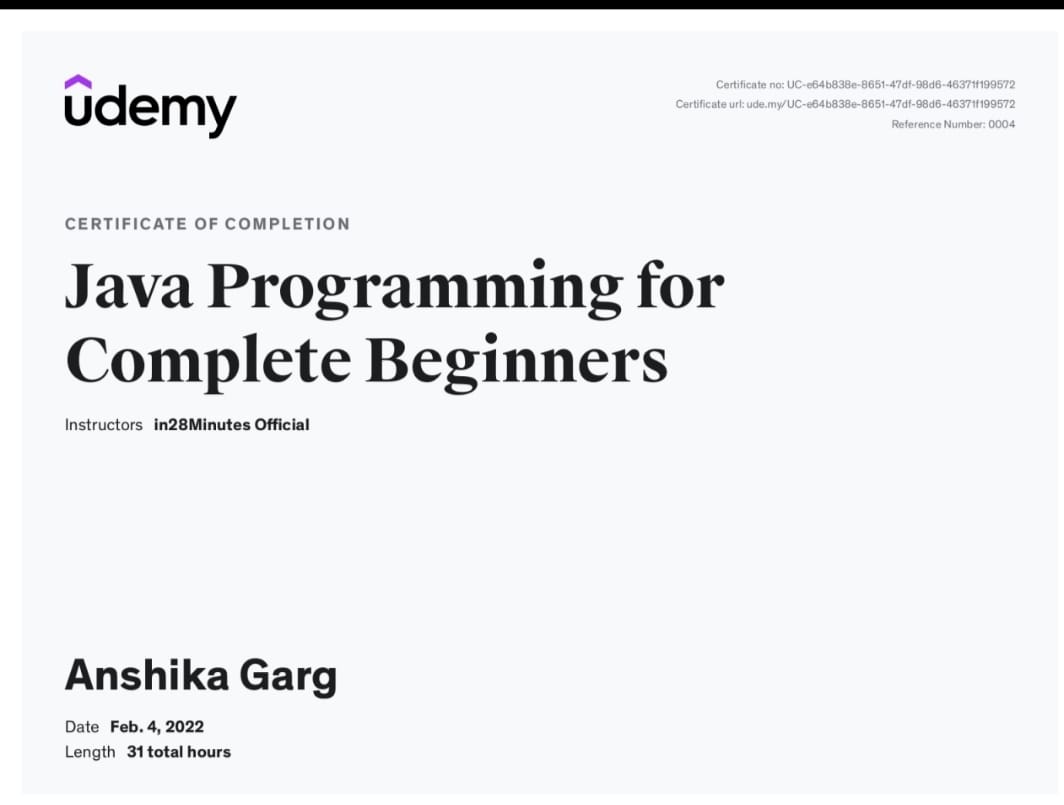 udemy
Certificate no: UC-e64b838e-8651-47df-98d6-46371f199572
Certificate url: ude.my/UC-e64b838e-8651-47df-98d6-46371f199572
Reference Number: 0004
CERTIFICATE OF COMPLETION
Java Programming for
Complete Beginners
Instructors in28Minutes Official
Anshika Garg
Date Feb. 4, 2022
Length 31 total hours